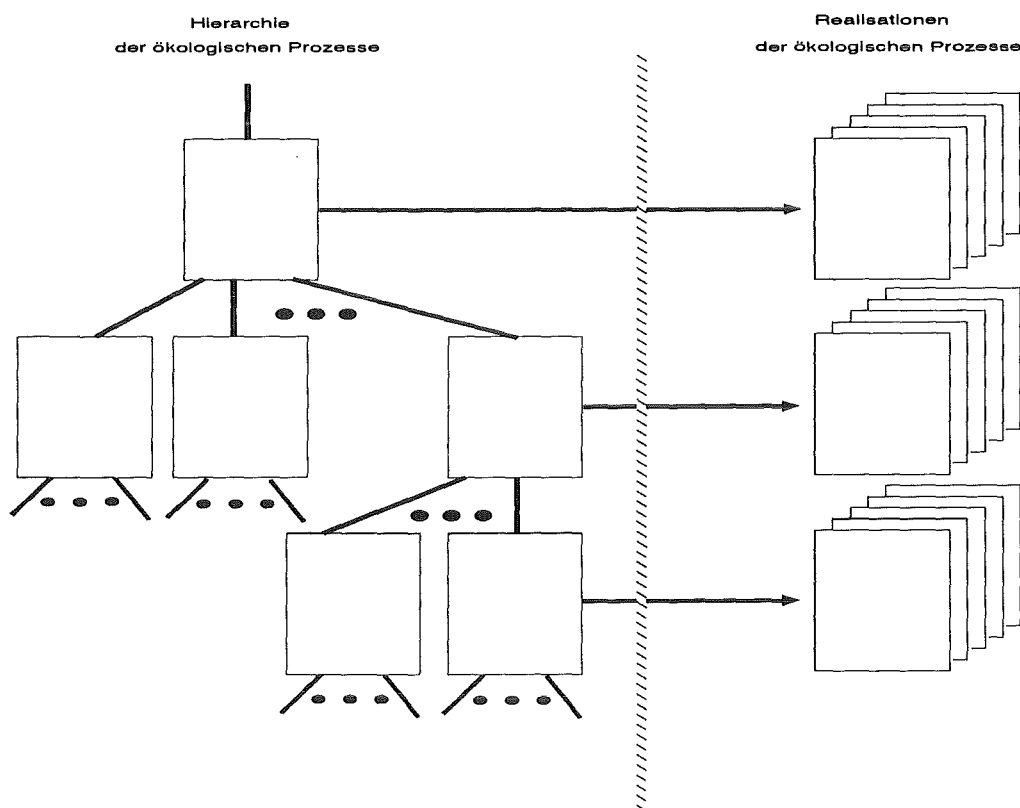 Hierarchie
der ökologischen Prozesse
Realisationen
der ökologischen Prozesse